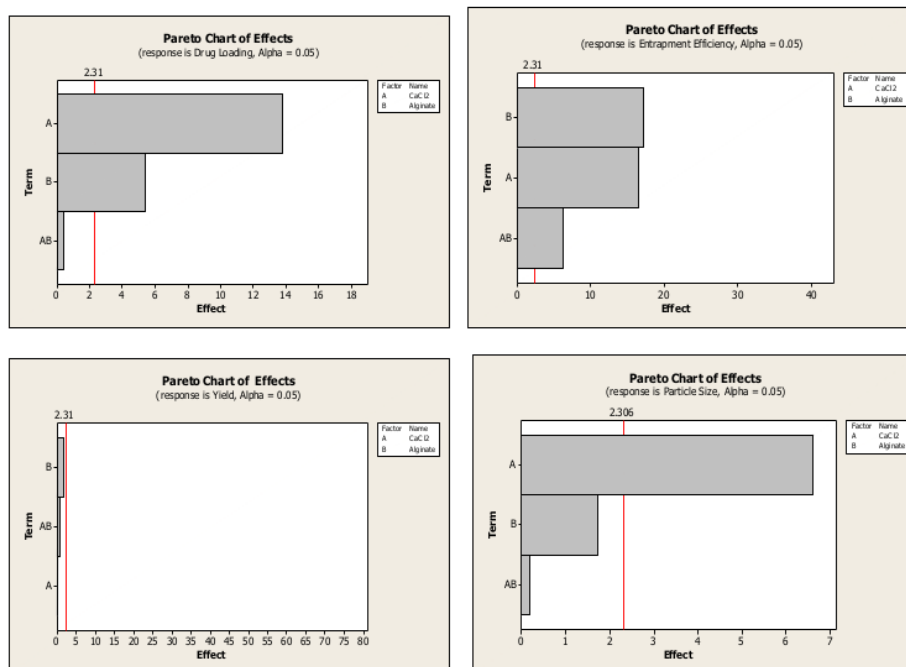 Pareto Chart of Effects
(response is Drug Loading, Alpha = 0.05)
2.31
Factor Name
A CaCl2
B Alginate
Term
A
B
AB
0 2 4 6 8 10 12 14 16 18
Effect
Pareto Chart of Effects
(response is Entrapment Efficiency, Alpha = 0.05)
2.31
Factor Name
A CaCl2
B Alginate
Term
B
A
AB
0 10 20 30 40
Effect
Pareto Chart of Effects
(response is Yield, Alpha = 0.05)
2.31
Factor Name
A CaCl2
B Alginate
Term
B
AB
A
0 5 10 15 20 25 30 35 40 45 50 55 60 65 70 75 80
Effect
Pareto Chart of Effects
(response is Particle Size, Alpha = 0.05)
2.306
Factor Name
A CaCl2
B Alginate
Term
A
B
AB
0 1 2 3 4 5 6 7
Effect